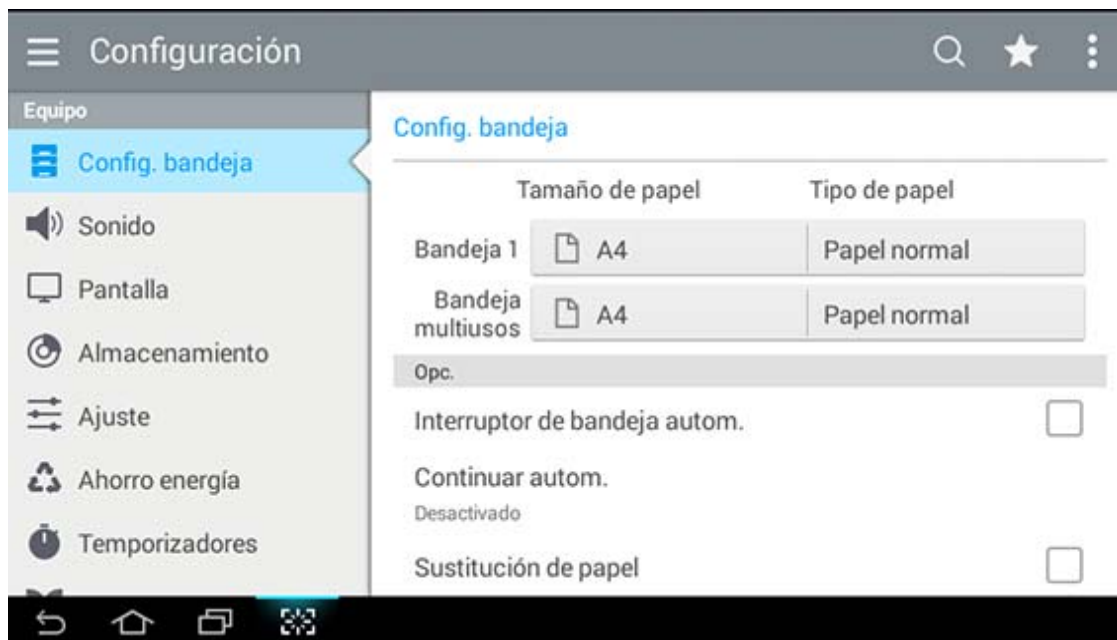 Configuración
Equipo
Config. bandeja
Sonido
Pantalla
Almacenamiento
Ajuste
Ahorro energía
Temporizadores
Config. bandeja
Tamaño de papel Tipo de papel
Bandeja 1 A4 Papel normal
Bandeja
multiusos A4 Papel normal
Opc.
Interruptor de bandeja autom.
Continuar autom.
Desactivado
Sustitución de papel